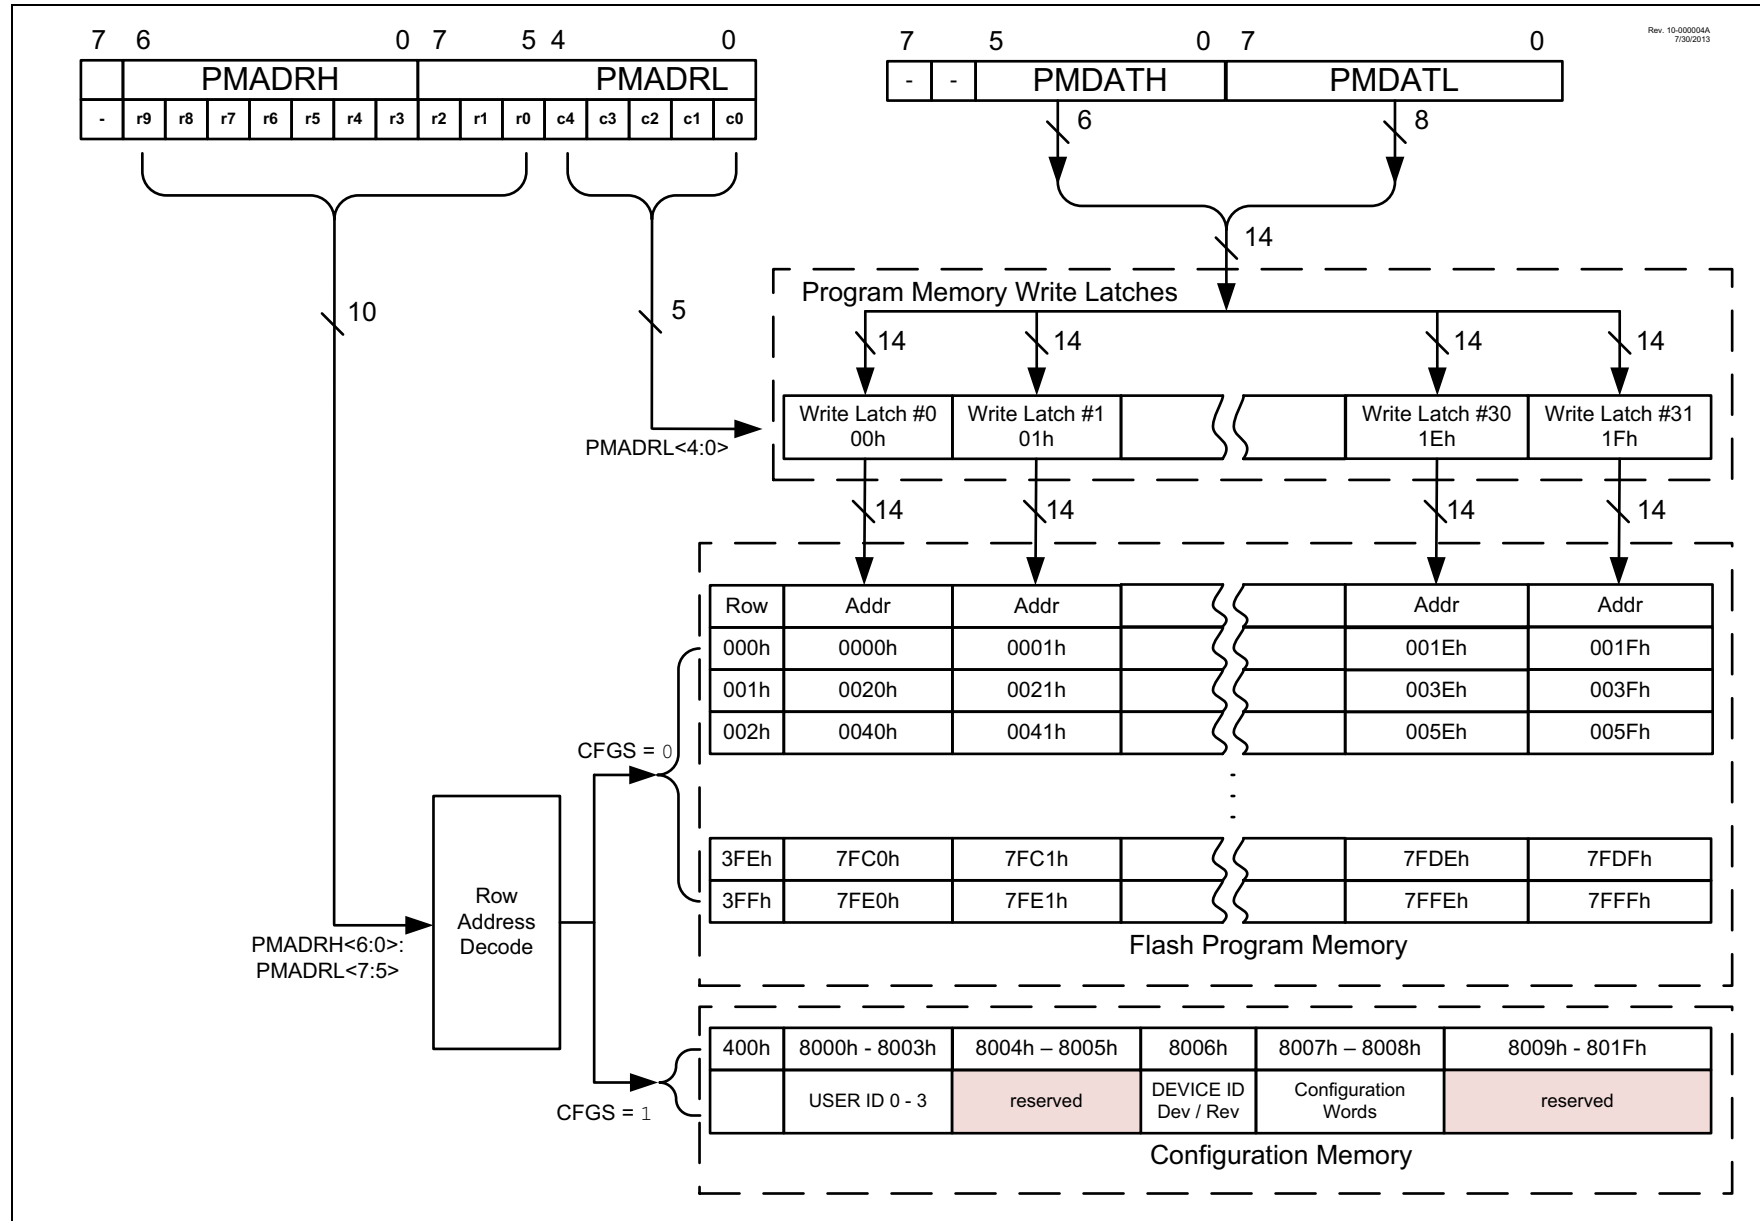 Rev. 10-000004A
7/30/2013
7 6 0 7 5 4 0
7 5 0 7 0
PMADRH PMADRL
- - PMDATH PMDATL
- r9 r8 r7 r6 r5 r4 r3 r2 r1 r0 c4 c3 c2 c1 c0
6 8
14
Program Memory Write Latches
10 5
14 14 14 14
Write Latch #0 Write Latch #1 Write Latch #30 Write Latch #31
00h 01h 1Eh 1Fh
PMADRL<4:0>
14 14 14 14
Row Addr Addr Addr Addr
000h 0000h 0001h 001Eh 001Fh
001h 0020h 0021h 003Eh 003Fh
002h 0040h 0041h 005Eh 005Fh
CFGS = 0
3FEh 7FC0h 7FC1h 7FDEh 7FDFh
3FFh 7FE0h 7FE1h 7FFEh 7FFFh
Row
Address
Decode
PMADRH<6:0>:
PMADRL<7:5>
Flash Program Memory
400h 8000h - 8003h 8004h – 8005h 8006h 8007h – 8008h 8009h - 801Fh
USER ID 0 - 3 reserved DEVICE ID Configuration reserved
Dev / Rev Words
CFGS = 1
Configuration Memory